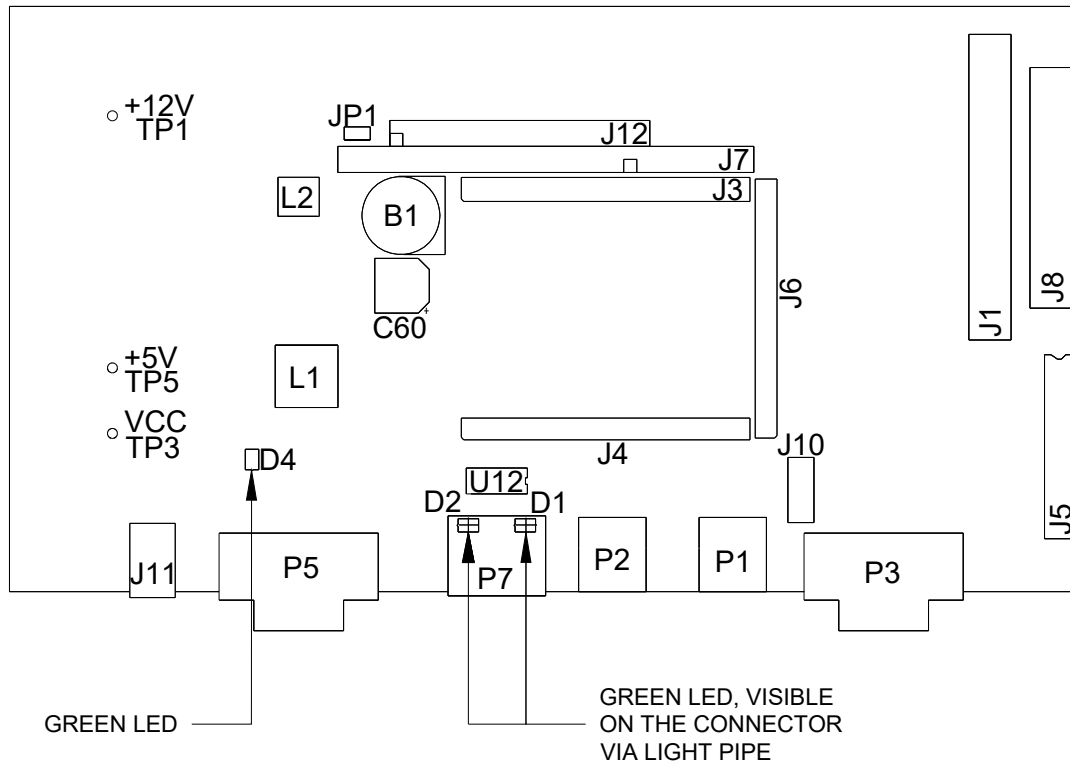 +12V
TP1
JP1
J12
J7
J3
L2
B1
J6
J1
J8
C60
+5V
TP5
L1
VCC
TP3
D4
J4
J10
U12
D2
D1
J5
J11
P5
P7
P2
P1
P3
GREEN LED
GREEN LED, VISIBLE
ON THE CONNECTOR
VIA LIGHT PIPE